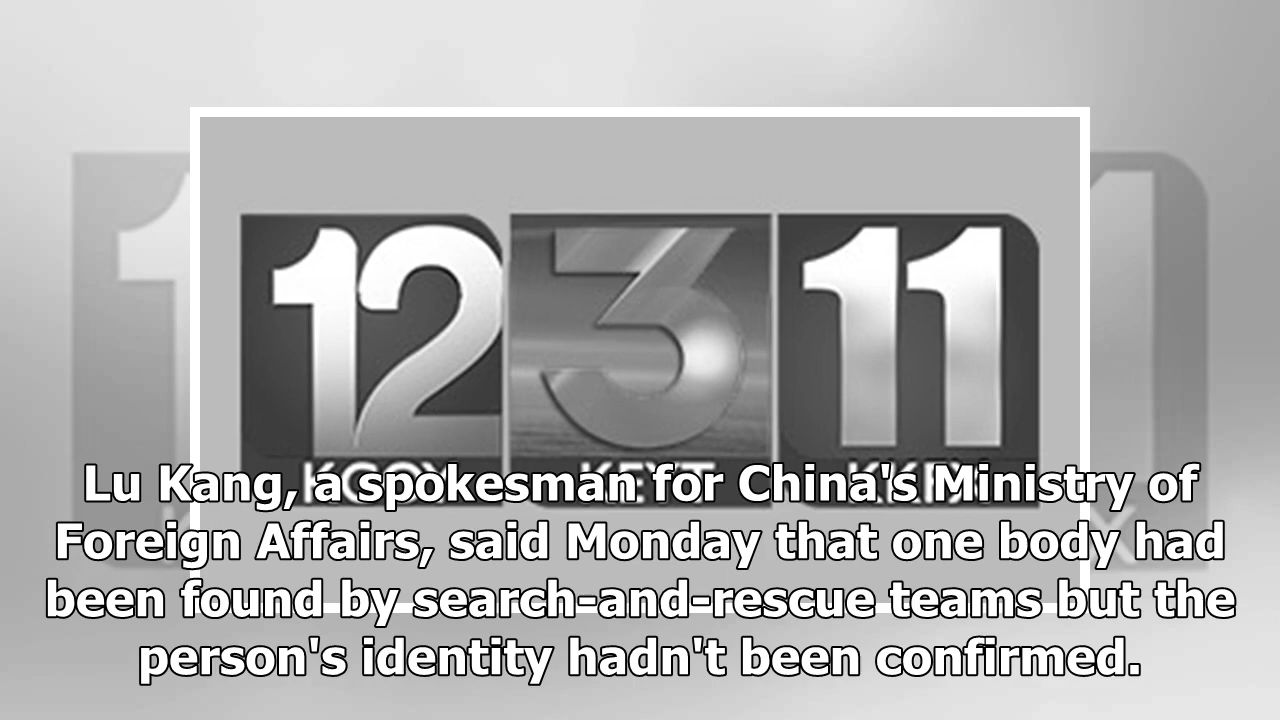 12 3 11
Lu Kang, a spokesman for China's Ministry of
Foreign Affairs, said Monday that one body had
been found by search-and-rescue teams but the
person's identity hadn't been confirmed.